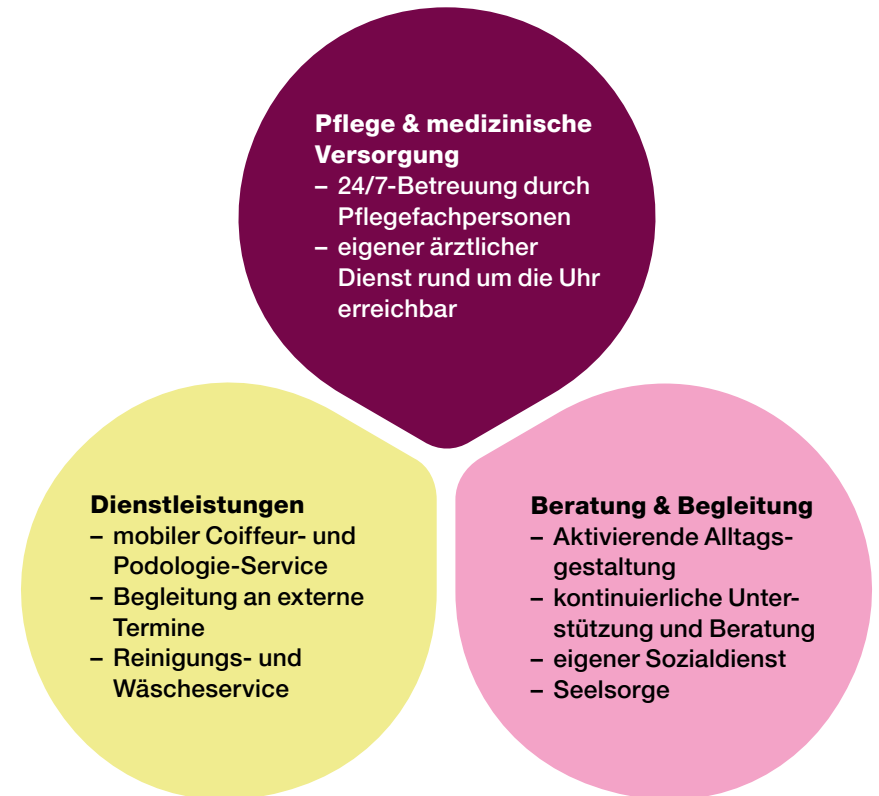 Pflege & medizinische
Versorgung
– 24/7-Betreuung durch
Pflegefachpersonen
– eigener ärztlicher
Dienst rund um die Uhr
erreichbar
Dienstleistungen
– mobiler Coiffeur- und
Podologie-Service
– Begleitung an externe
Termine
– Reinigungs- und
Wäscheservice
Beratung & Begleitung
– Aktivierende Alltags-
gestaltung
– kontinuierliche Unter-
stützung und Beratung
– eigener Sozialdienst
– Seelsorge